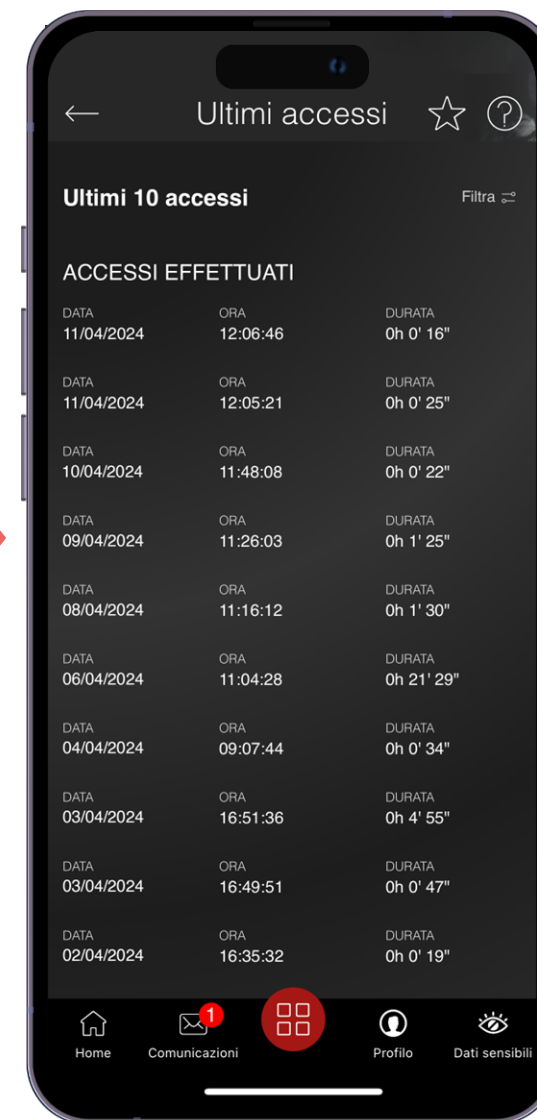 Ultimi accessi
Ultimi 10 accessi Filtra
ACCESSI EFFETTUATI
DATA ORA DURATA
11/04/2024 12:06:46 0h 0' 16"
DATA ORA DURATA
11/04/2024 12:05:21 0h 0' 25"
DATA ORA DURATA
10/04/2024 11:48:08 0h 0' 22"
DATA ORA DURATA
09/04/2024 11:26:03 0h 1' 25"
DATA ORA DURATA
08/04/2024 11:16:12 0h 1' 30"
DATA ORA DURATA
06/04/2024 11:04:28 0h 21' 29"
DATA ORA DURATA
04/04/2024 09:07:44 0h 0' 34"
DATA ORA DURATA
03/04/2024 16:51:36 0h 4' 55"
DATA ORA DURATA
03/04/2024 16:49:51 0h 0' 47"
DATA ORA DURATA
02/04/2024 16:35:32 0h 0' 19"
1
Home Comunicazioni Profilo Dati sensibili